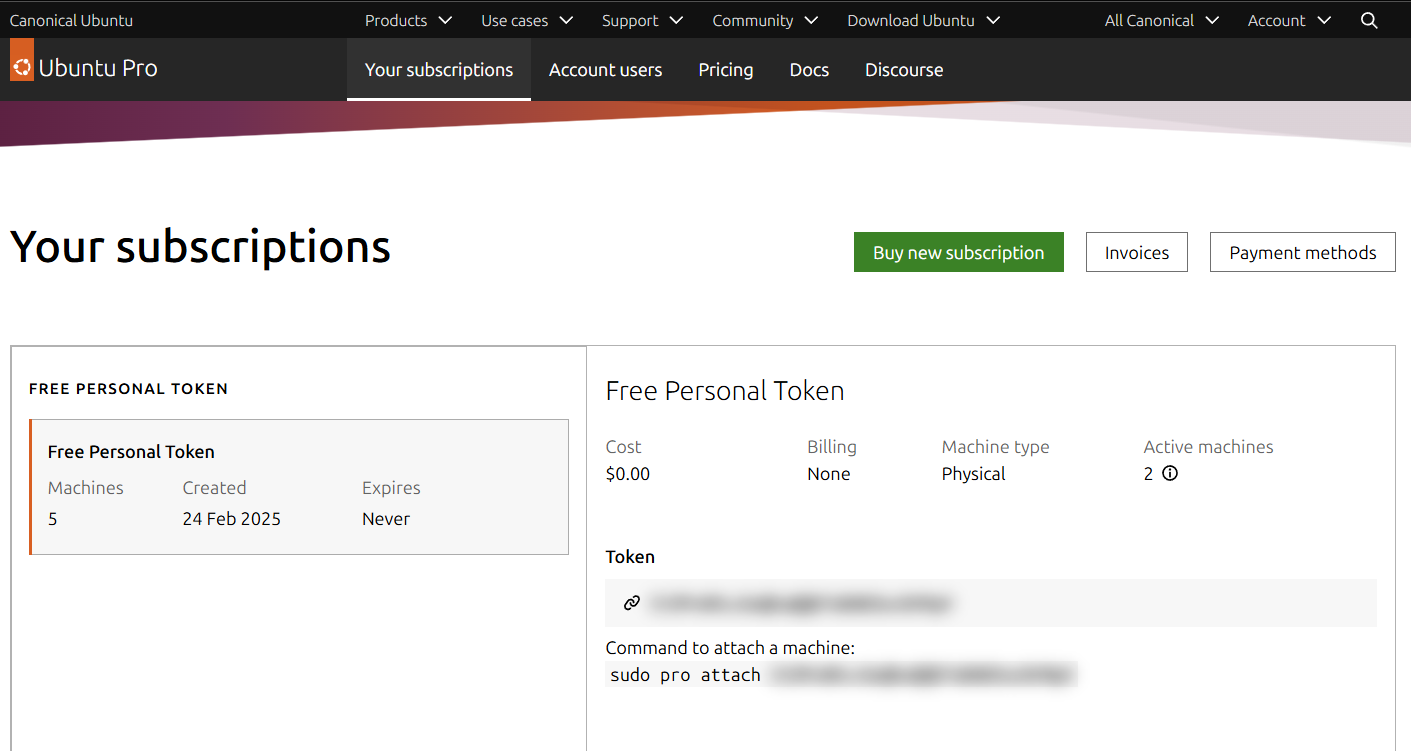 Canonical Ubuntu Products Use cases Support Community Download Ubuntu All Canonical Account
Ubuntu Pro Your subscriptions Account users Pricing Docs Discourse
Your subscriptions
Buy new subscription Invoices Payment methods
FREE PERSONAL TOKEN
Free Personal Token
Machines Created Expires
5 24 Feb 2025 Never
Free Personal Token
Cost Billing Machine type Active machines
$0.00 None Physical 2
Token
Command to attach a machine:
sudo pro attach